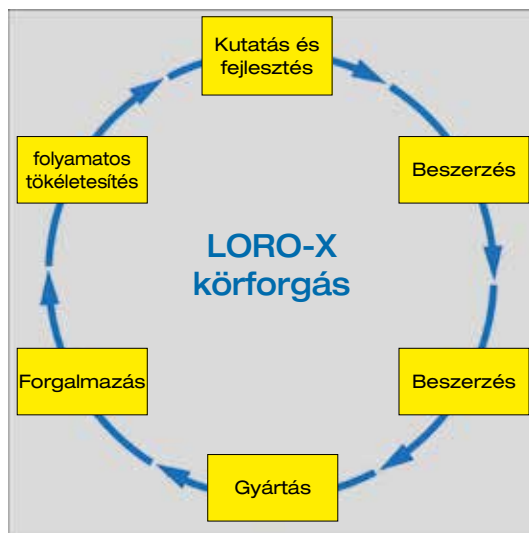 Kutatás és
fejlesztés
folyamatos
tökéletesítés
Beszerzés
LORO-X
körforgás
Forgalmazás
Beszerzés
Gyártás